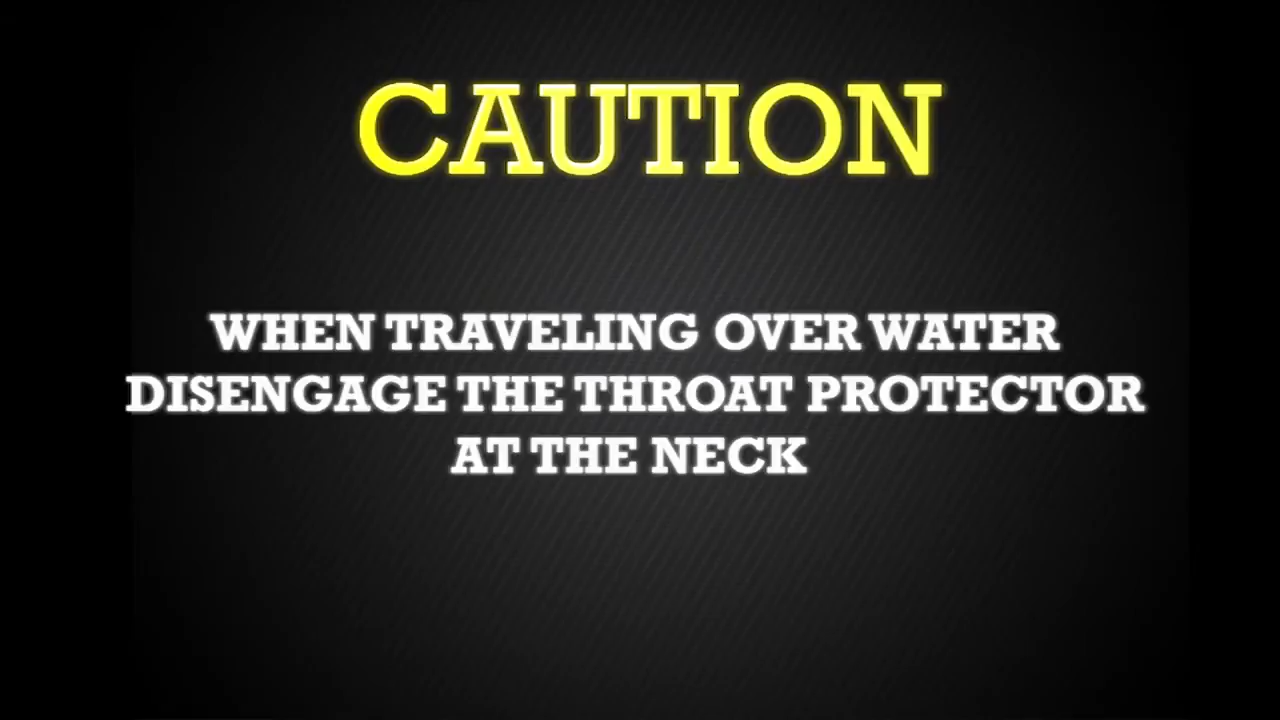 CAUTION
WHEN TRAVELING OVER WATER
DISENGAGE THE THROAT PROTECTOR
AT THE NECK